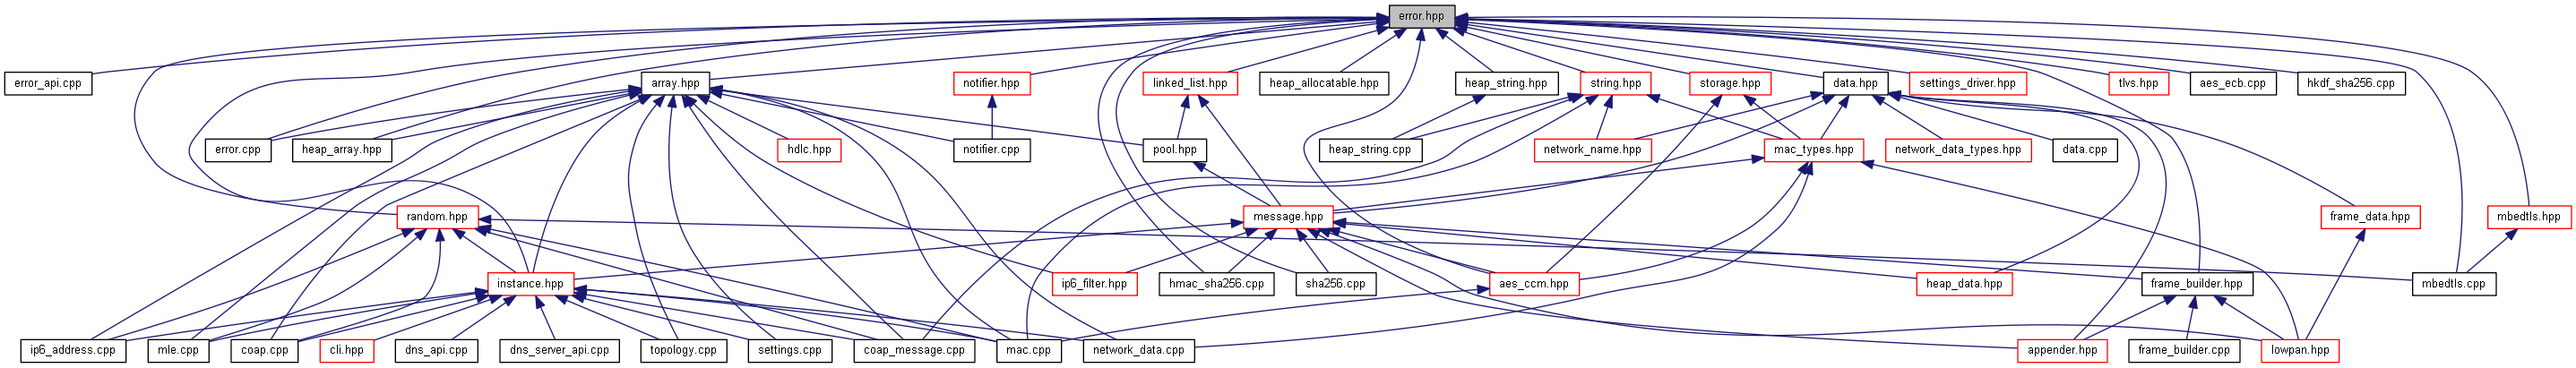 error.hpp
error_api.cpp
array.hpp
notifier.hpp
linked_list.hpp
heap_allocatable.hpp
heap_string.hpp
string.hpp
storage.hpp
data.hpp
settings_driver.hpp
tlvs.hpp
aes_ecb.cpp
hkdf_sha256.cpp
error.cpp
heap_array.hpp
hdlc.hpp
notifier.cpp
pool.hpp
heap_string.cpp
network_name.hpp
mac_types.hpp
network_data_types.hpp
data.cpp
random.hpp
message.hpp
frame_data.hpp
mbedtls.hpp
instance.hpp
ip6_filter.hpp
hmac_sha256.cpp
sha256.cpp
aes_ccm.hpp
heap_data.hpp
frame_builder.hpp
mbedtls.cpp
ip6_address.cpp
mle.cpp
coap.cpp
cli.hpp
dns_api.cpp
dns_server_api.cpp
topology.cpp
settings.cpp
coap_message.cpp
mac.cpp
network_data.cpp
appender.hpp
frame_builder.cpp
lowpan.hpp